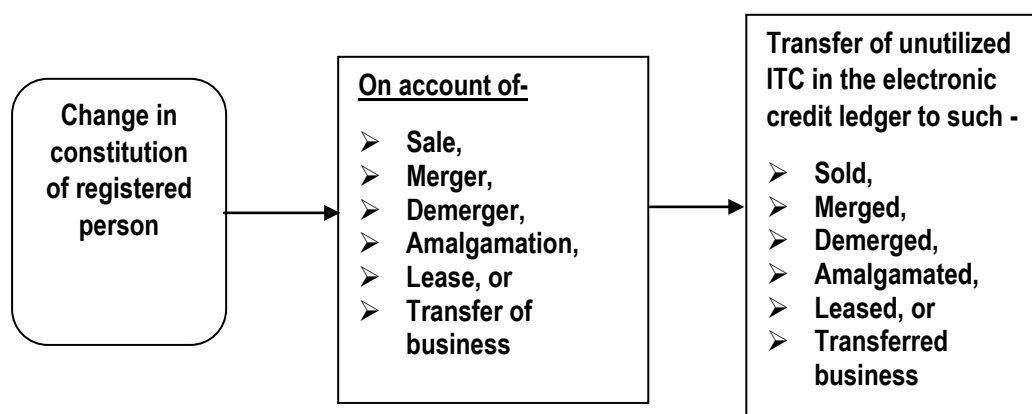 Change in
constitution
of registered
person
On account of-
➢ Sale,
➢ Merger,
➢ Demerger,
➢ Amalgamation,
➢ Lease, or
➢ Transfer of
business
Transfer of unutilized
ITC in the electronic
credit ledger to such -
➢ Sold,
➢ Merged,
➢ Demerged,
➢ Amalgamated,
➢ Leased, or
➢ Transferred
business